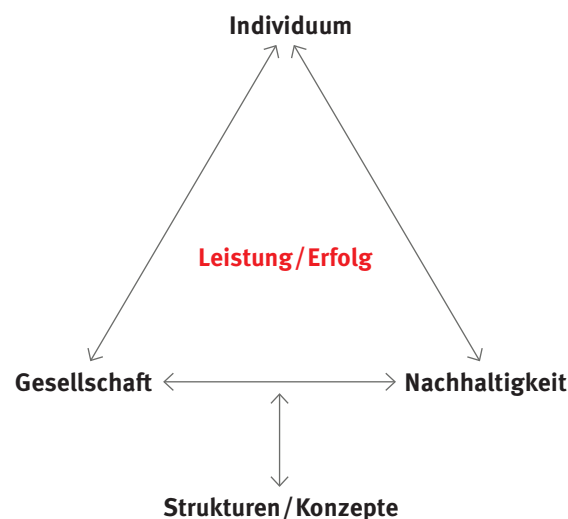 Individuum
Leistung/Erfolg
Gesellschaft
Nachhaltigkeit
Strukturen/Konzepte